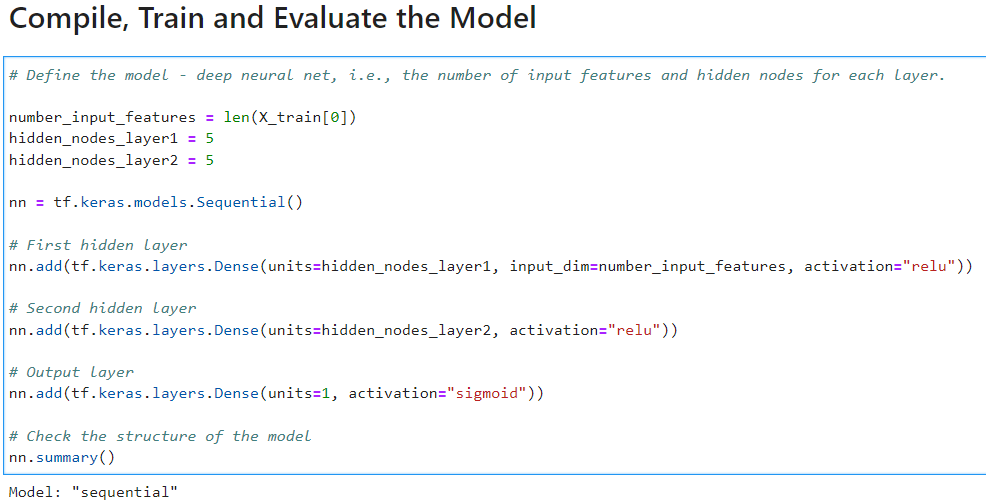 Compile, Train and Evaluate the Model
# Define the model - deep neural net, i.e., the number of input features and hidden nodes for each layer.
number_input_features = len(X_train[0])
hidden_nodes_layer1 = 5
hidden_nodes_layer2 = 5
nn = tf.keras.models.Sequential()
# First hidden layer
nn.add(tf.keras.layers.Dense(units=hidden_nodes_layer1, input_dim=number_input_features, activation="relu"))
# Second hidden layer
nn.add(tf.keras.layers.Dense(units=hidden_nodes_layer2, activation="relu"))
# Output layer
nn.add(tf.keras.layers.Dense(units=1, activation="sigmoid"))
# Check the structure of the model
nn.summary()
Model: "sequential"